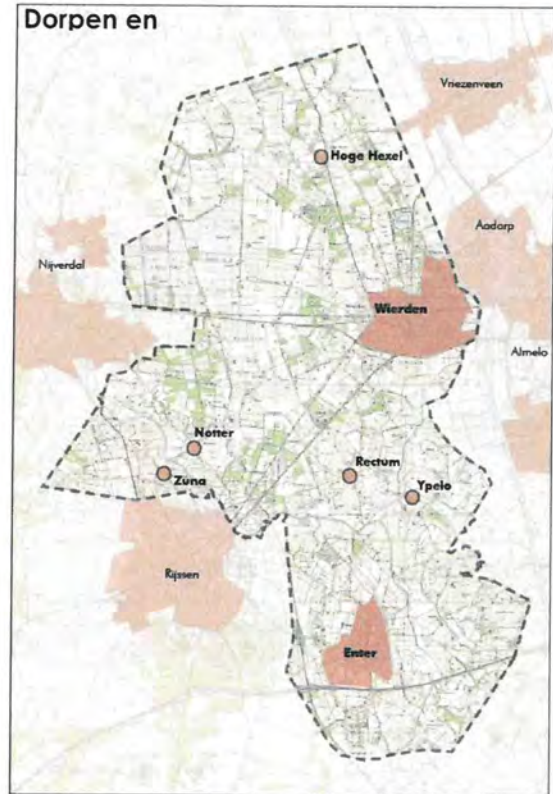 Dorpen en
Vriezenveen
Hoge Hexel
Aadorp
Nijverdal
Wierden
Almelo
Notter
Rectum
Zuna
Ypelo
Rijssen
Enter